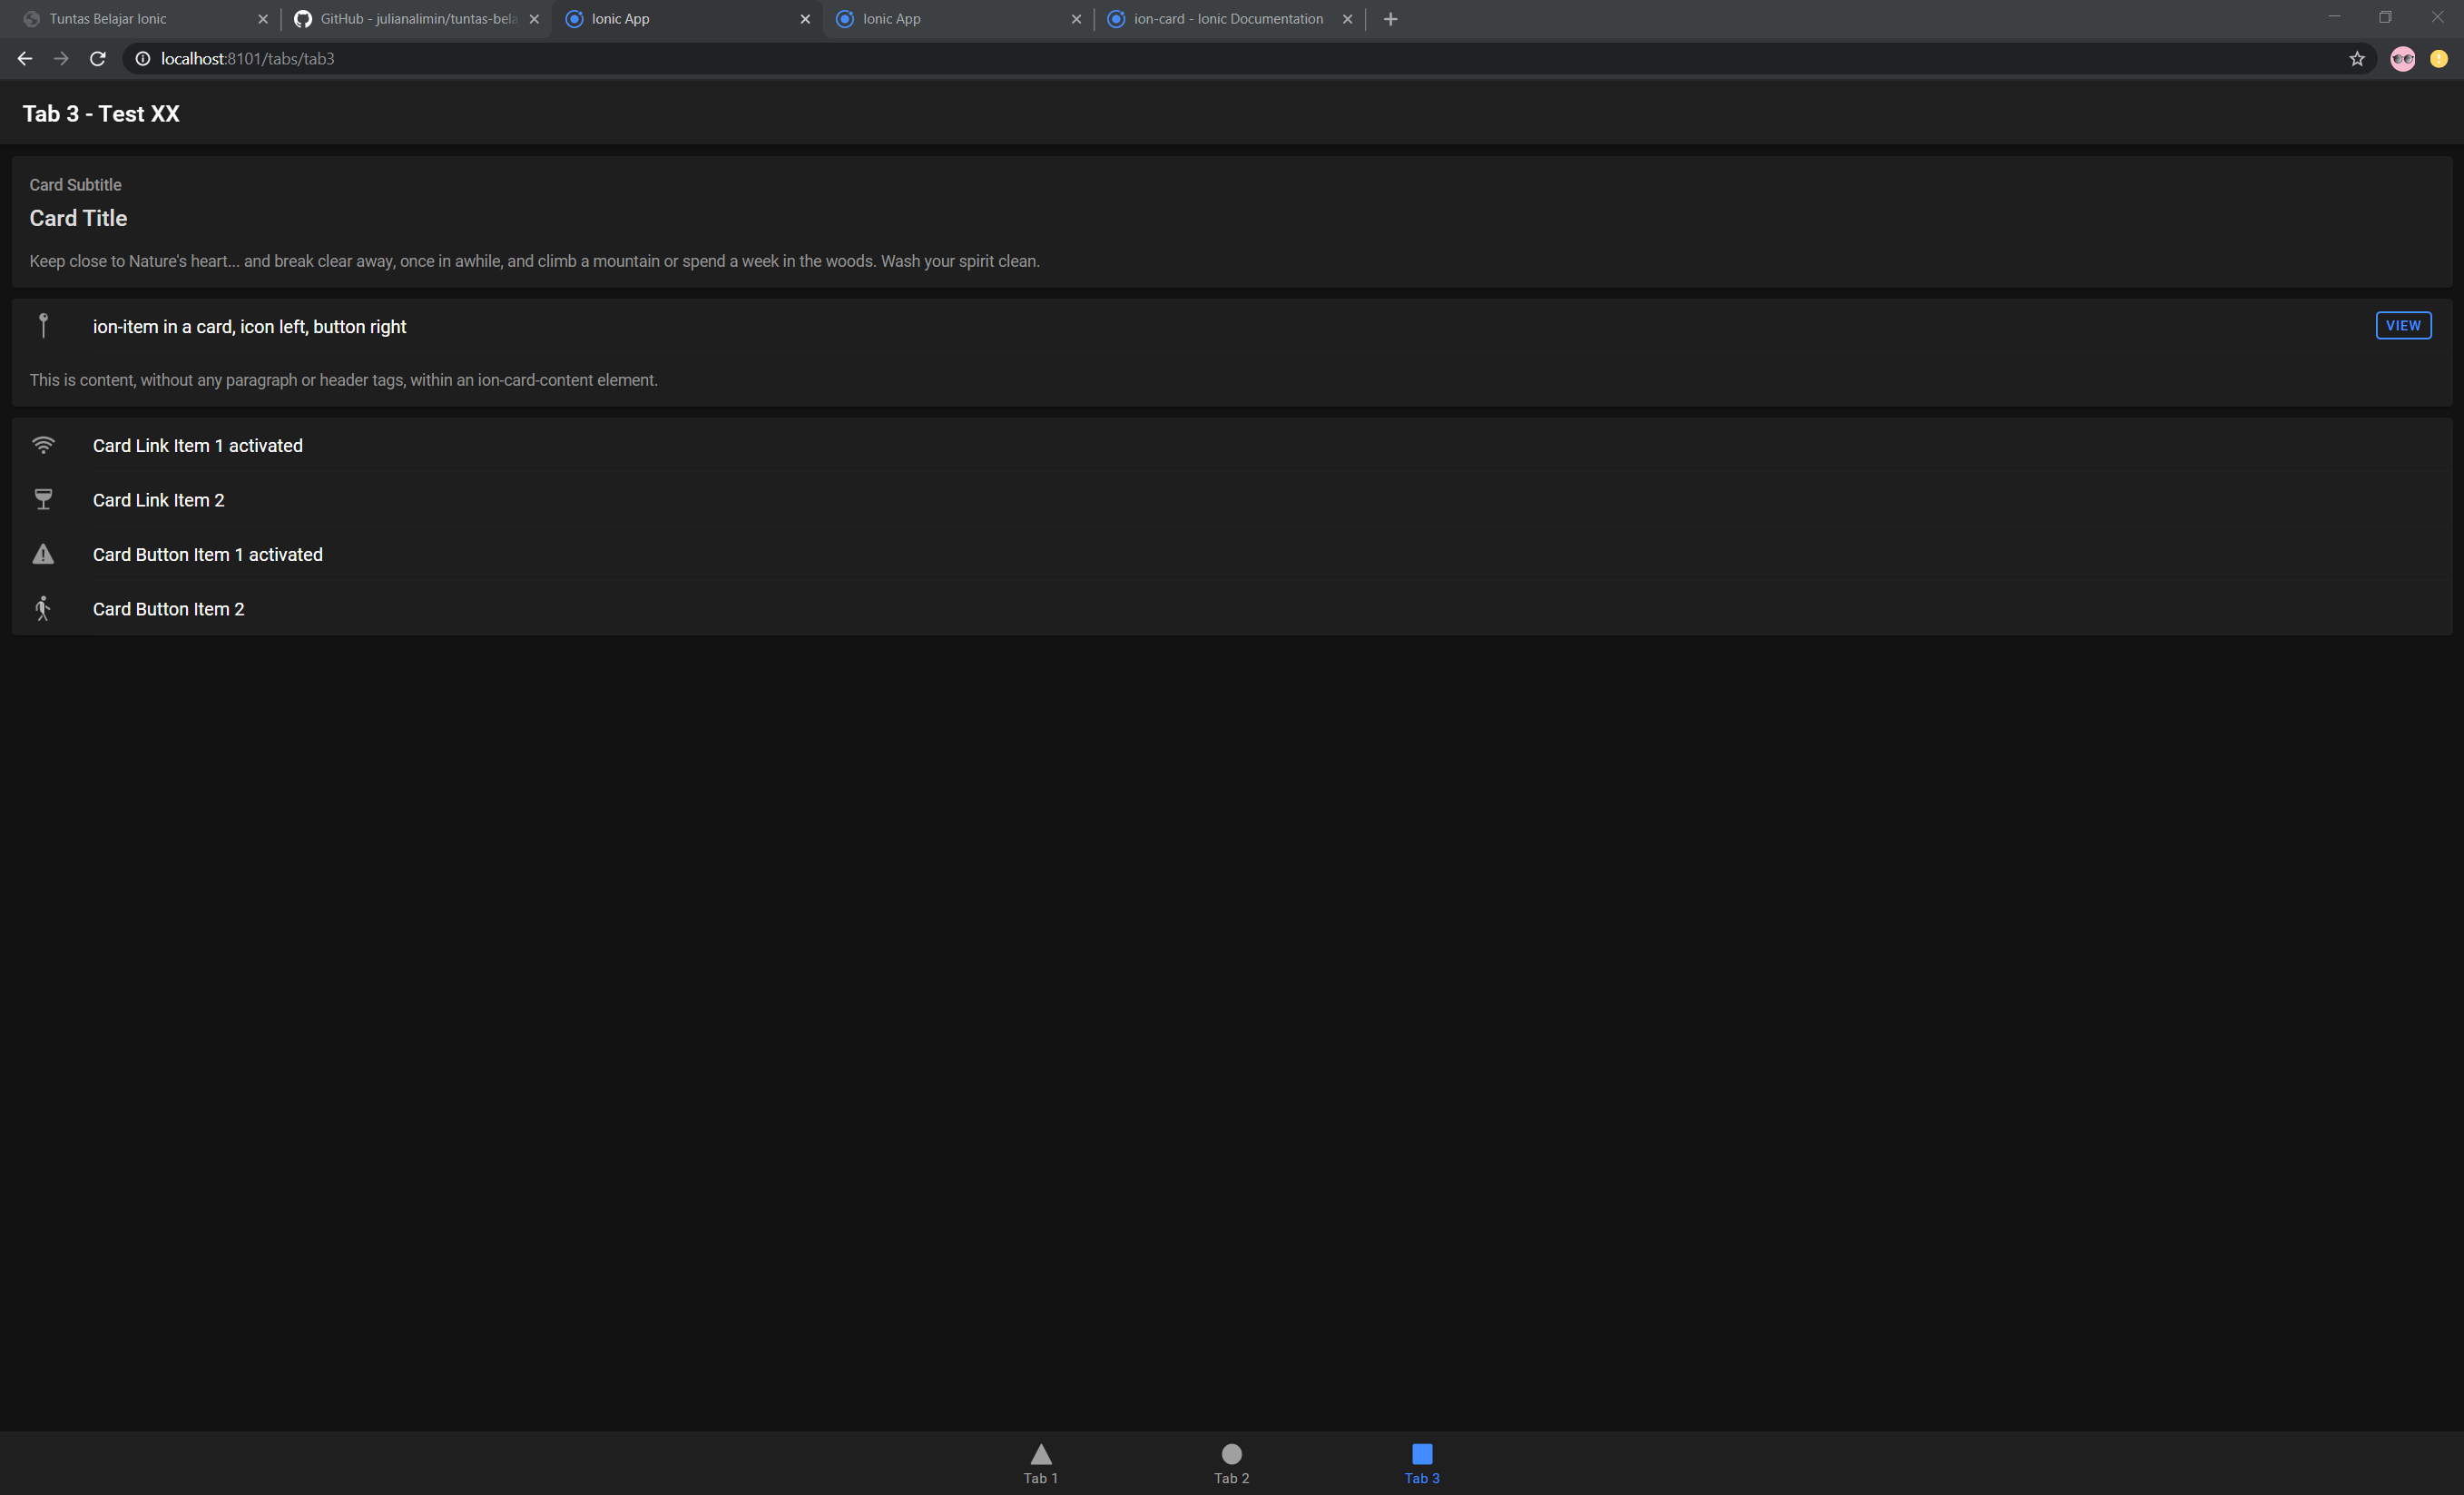 Tuntas Belajar Ionic
GitHub - julianalimin/tuntas-bela
Ionic App
Ionic App
ion-card - Ionic Documentation
localhost:8101/tabs/tab3
Tab 3 - Test XX
Card Subtitle
Card Title
Keep close to Nature's heart... and break clear away, once in awhile, and climb a mountain or spend a week in the woods. Wash your spirit clean.
ion-item in a card, icon left, button right
VIEW
This is content, without any paragraph or header tags, within an ion-card-content element.
Card Link Item 1 activated
Card Link Item 2
Card Button Item 1 activated
Card Button Item 2
Tab 1
Tab 2
Tab 3